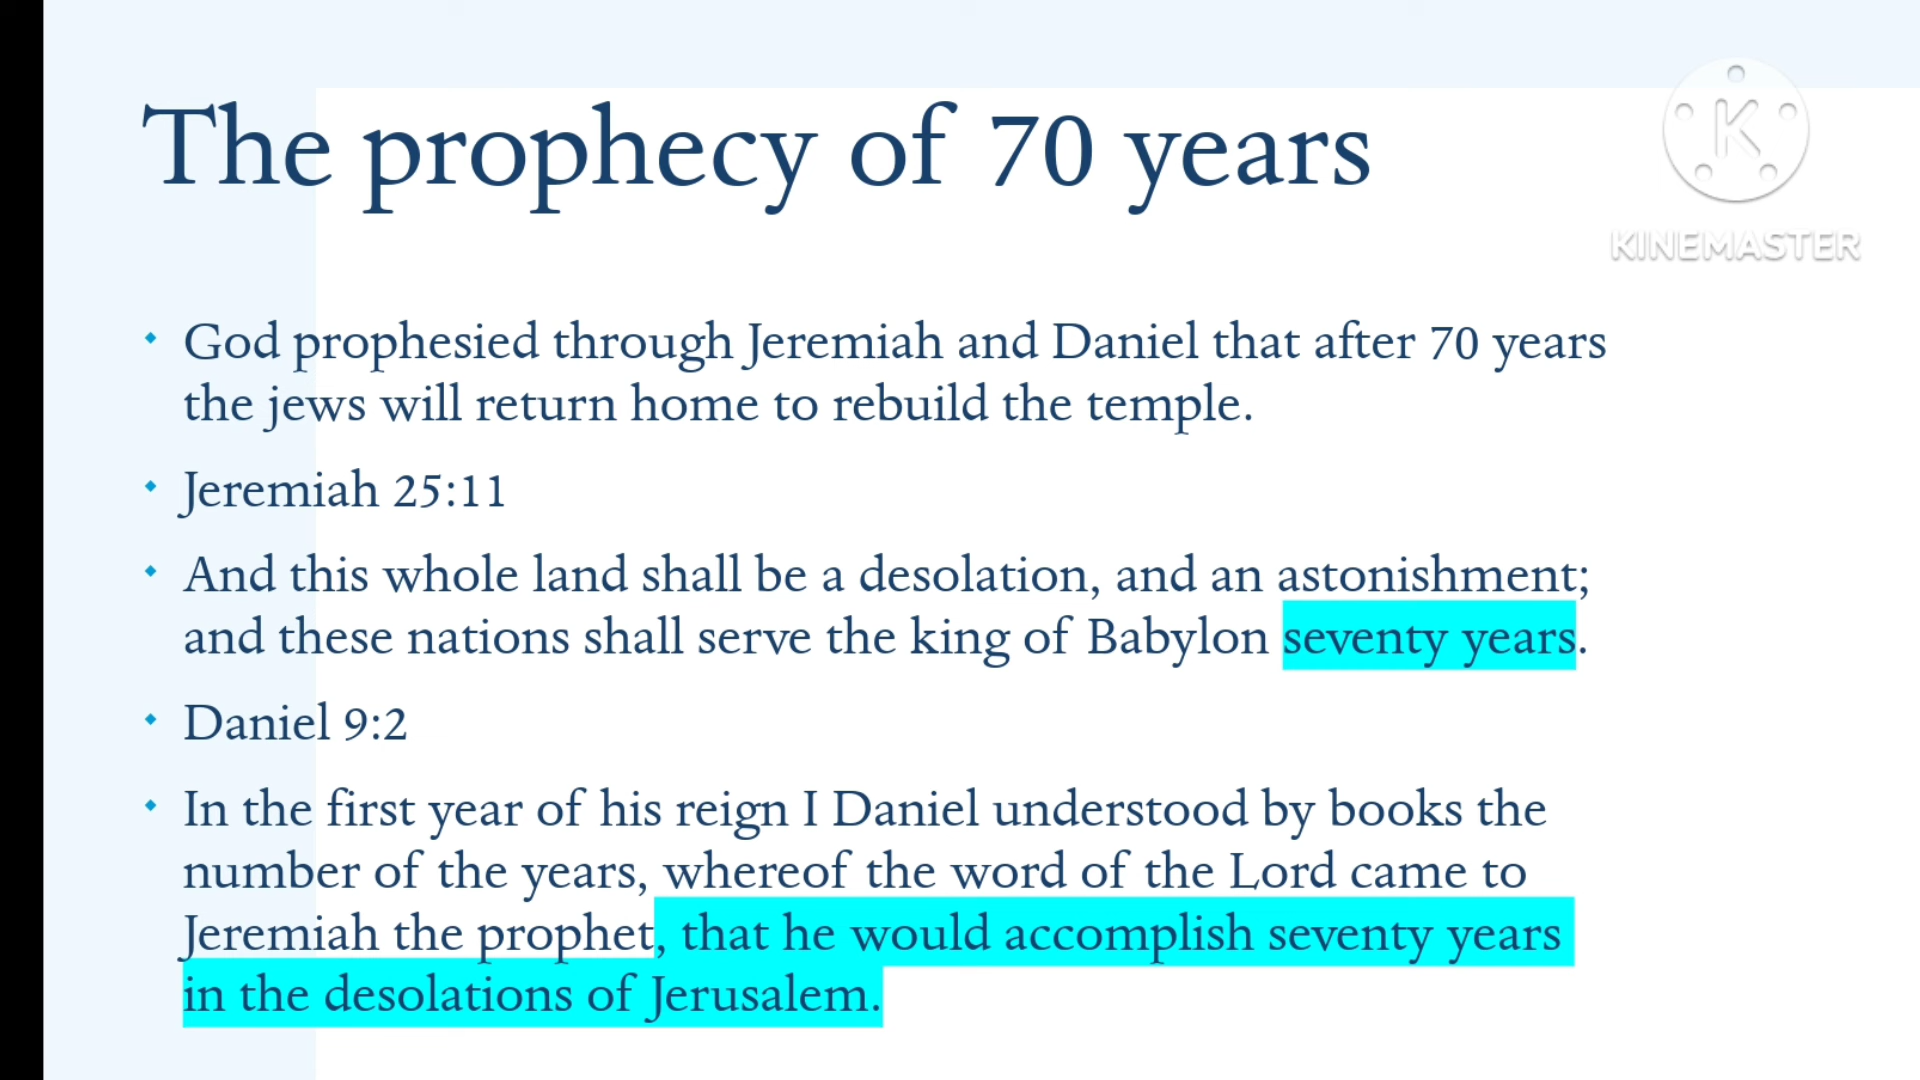 The prophecy of 70 years
K
KINEMASTER
God prophesied through Jeremiah and Daniel that after 70 years
the jews will return home to rebuild the temple.
Jeremiah 25:11
And this whole land shall be a desolation, and an astonishment;
and these nations shall serve the king of Babylon seventy years.
Daniel 9:2
In the first year of his reign I Daniel understood by books the
number of the years, whereof the word of the Lord came to
Jeremiah the prophet, that he would accomplish seventy years
in the desolations of Jerusalem.